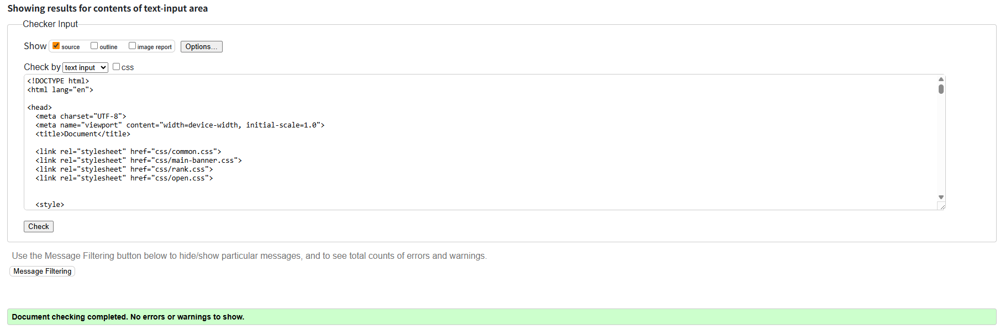 Showing results for contents of text-input area
Checker Input
Show source outline image report Options...
Check by text input css
<!DOCTYPE html>
<html lang="en">
<head>
<meta charset="UTF-8">
<meta name="viewport" content="width=device-width, initial-scale=1.0">
<title>Document</title>
<link rel="stylesheet" href="css/common.css">
<link rel="stylesheet" href="css/main-banner.css">
<link rel="stylesheet" href="css/rank.css">
<link rel="stylesheet" href="css/open.css">
<style>
Check
Use the Message Filtering button below to hide/show particular messages, and to see total counts of errors and warnings.
Message Filtering
Document checking completed. No errors or warnings to show.